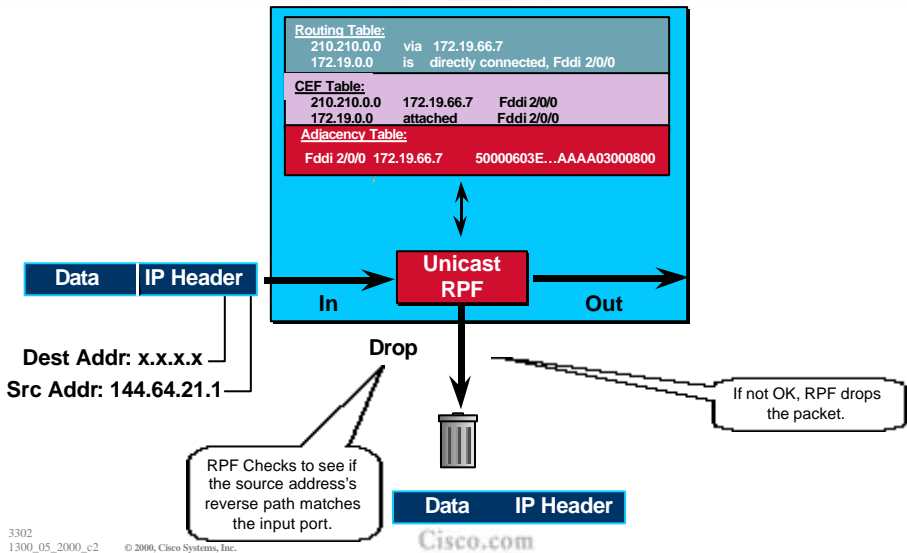 Routing Table:
210.210.0.0 via 172.19.66.7
172.19.0.0 is directly connected, Fddi 2/0/0
CEF Table:
210.210.0.0 172.19.66.7 Fddi 2/0/0
172.19.0.0 attached Fddi 2/0/0
Adjacency Table:
Fddi 2/0/0 172.19.66.7 50000603E...AAAA03000800
Data IP Header
In
Unicast
RPF
Out
Dest Addr: x.x.x.x
Src Addr: 144.64.21.1
Drop
If not OK, RPF drops
the packet.
RPF Checks to see if
the source address's
reverse path matches
the input port.
Data IP Header
3302
1300_05_2000_c2 © 2000, Cisco Systems, Inc.
Cisco.com